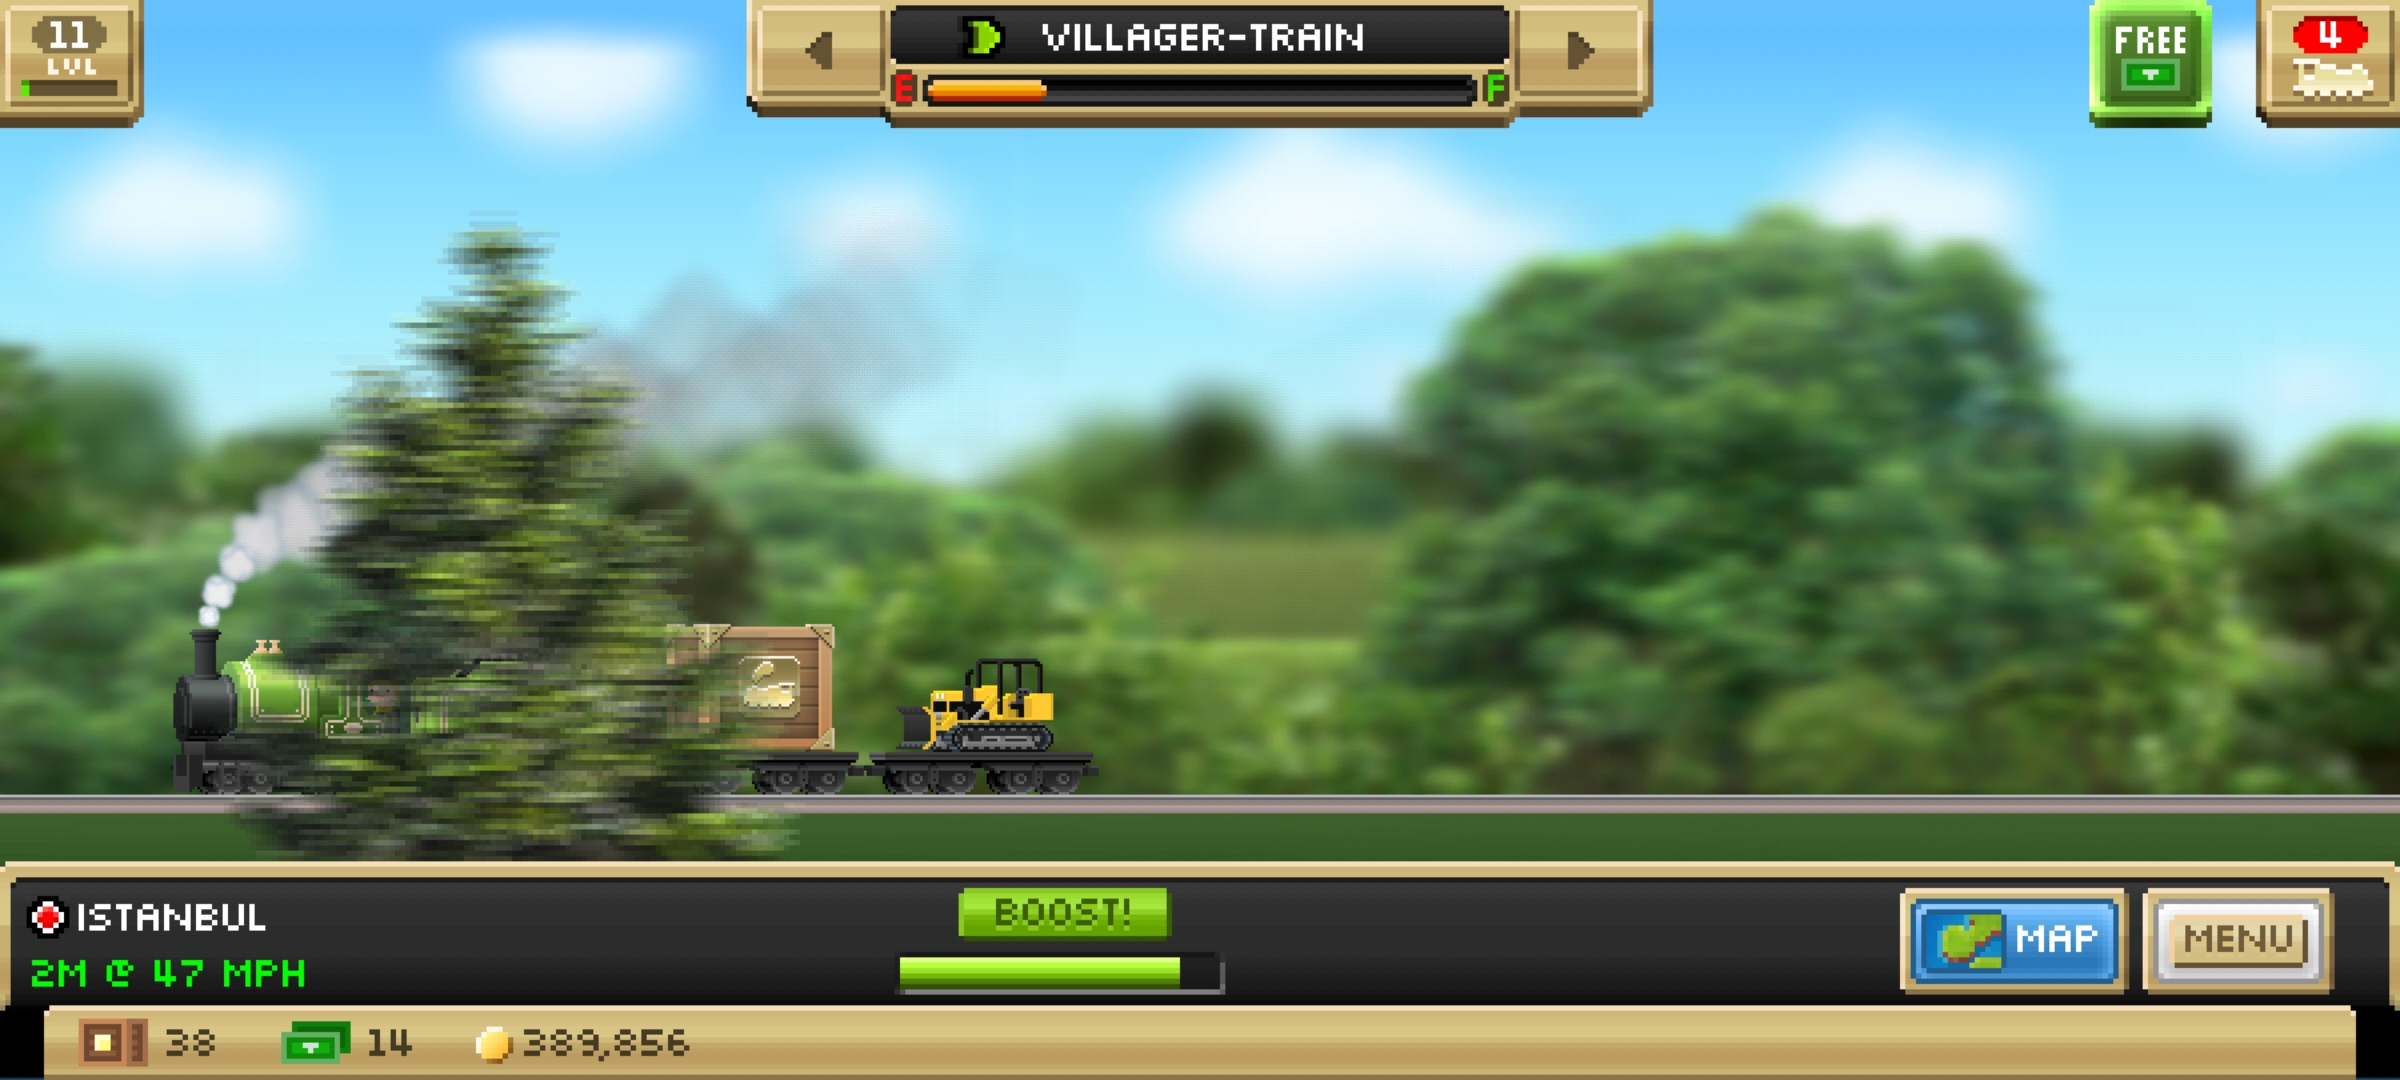 11
LVL
VILLAGER-TRAIN
E F
FREE
4
ISTANBUL
2M @ 47 MPH
BOOST!
MAP
MENU
38
14
389,856